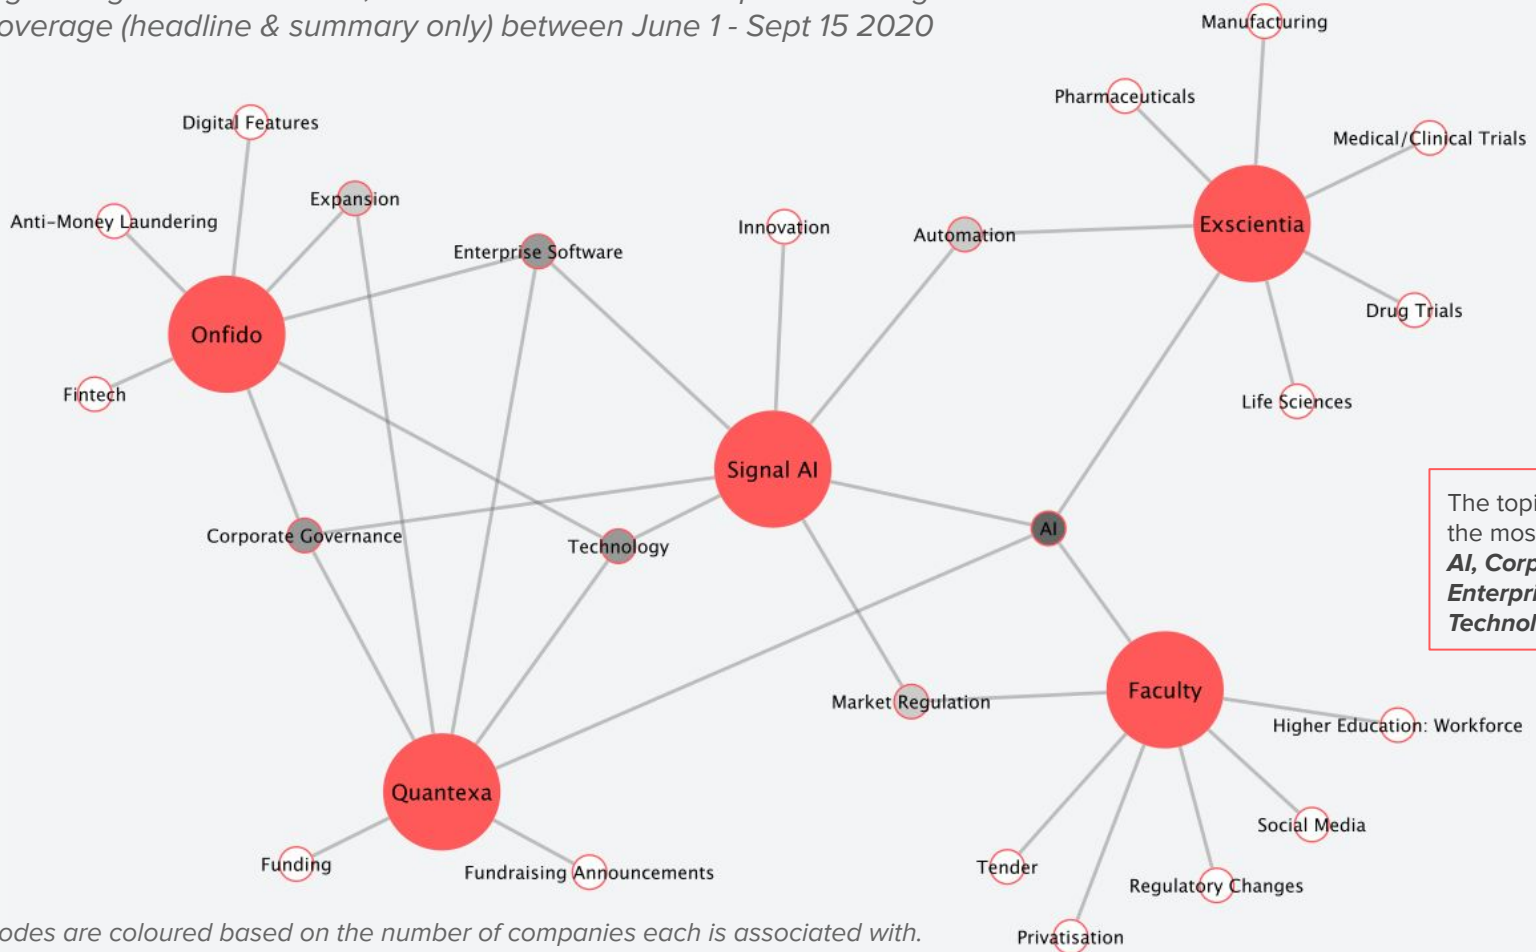 overage (headline & summary only) between June 1 - Sept 15 2020
Manufacturing
Pharmaceuticals
Digital Features
Medical/Clinical Trials
Expansion
Anti-Money Laundering
Innovation
Automation
Exscientia
Enterprise Software
Drug Trials
Onfido
Fintech
Life Sciences
Signal AI
The topi
the mos
AI, Corp
Enterpri
Technol
Corporate Governance
Technology
AI
Market Regulation
Faculty
Higher Education: Workforce
Quantexa
Social Media
Funding
Fundraising Announcements
Tender
Regulatory Changes
Privatisation
odes are coloured based on the number of companies each is associated with.